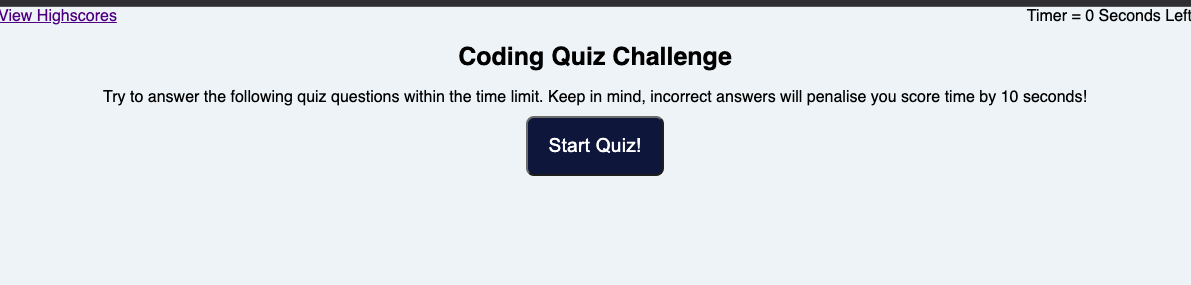 View Highscores
Timer = 0 Seconds Left
Coding Quiz Challenge
Try to answer the following quiz questions within the time limit. Keep in mind, incorrect answers will penalise you score time by 10 seconds!
Start Quiz!